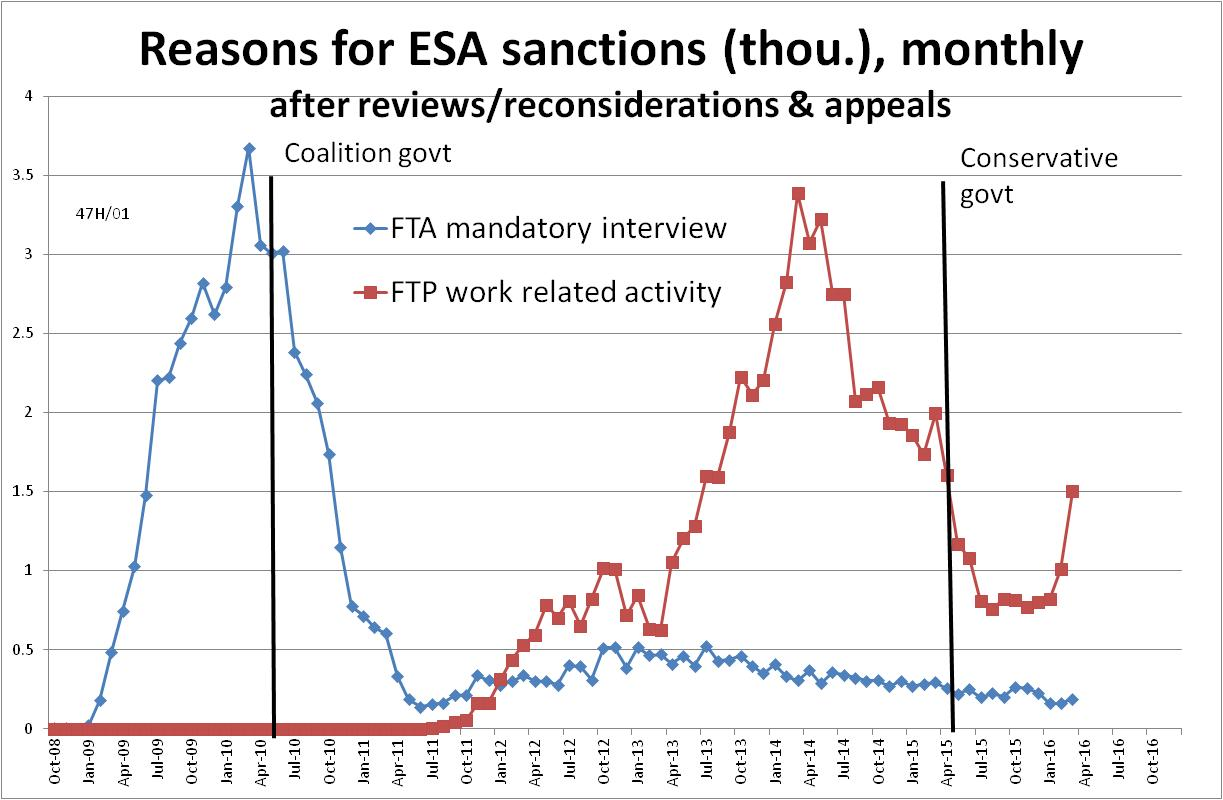 Reasons for ESA sanctions (thou.), monthly
after reviews/reconsiderations & appeals
4
3.5
3
2.5
2
1.5
1
0.5
0
Coalition govt
Conservative
govt
47H/01
FTA mandatory interview
FTP work related activity
Oct-08
Jan-09
Apr-09
Jul-09
Oct-09
Jan-10
Apr-10
Jul-10
Oct-10
Jan-11
Apr-11
Jul-11
Oct-11
Jan-12
Apr-12
Jul-12
Oct-12
Jan-13
Apr-13
Jul-13
Oct-13
Jan-14
Apr-14
Jul-14
Oct-14
Jan-15
Apr-15
Jul-15
Oct-15
Jan-16
Apr-16
Jul-16
Oct-16